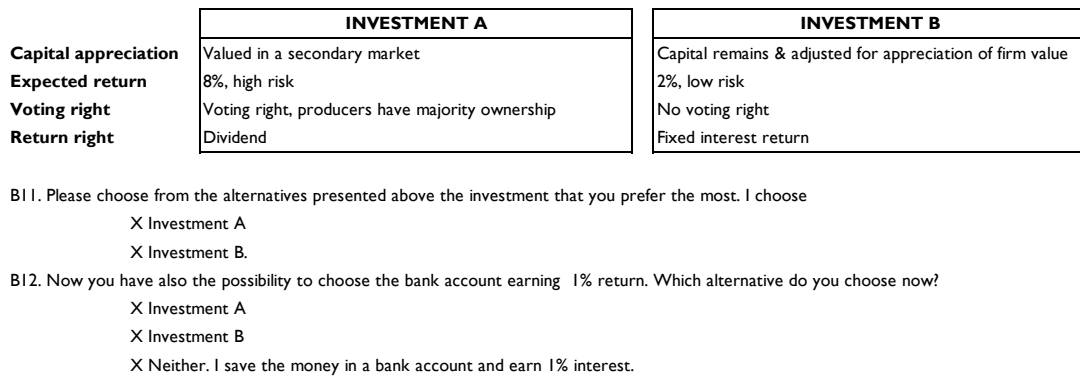 INVESTMENT A INVESTMENT B
Capital appreciation Valued in a secondary market Capital remains & adjusted for appreciation of firm value
Expected return 8%, high risk 2%, low risk
Voting right Voting right, producers have majority ownership No voting right
Return right Dividend Fixed interest return
B11. Please choose from the alternatives presented above the investment that you prefer the most. I choose
X Investment A
X Investment B.
B12. Now you have also the possibility to choose the bank account earning 1% return. Which alternative do you choose now?
X Investment A
X Investment B
X Neither. I save the money in a bank account and earn 1% interest.